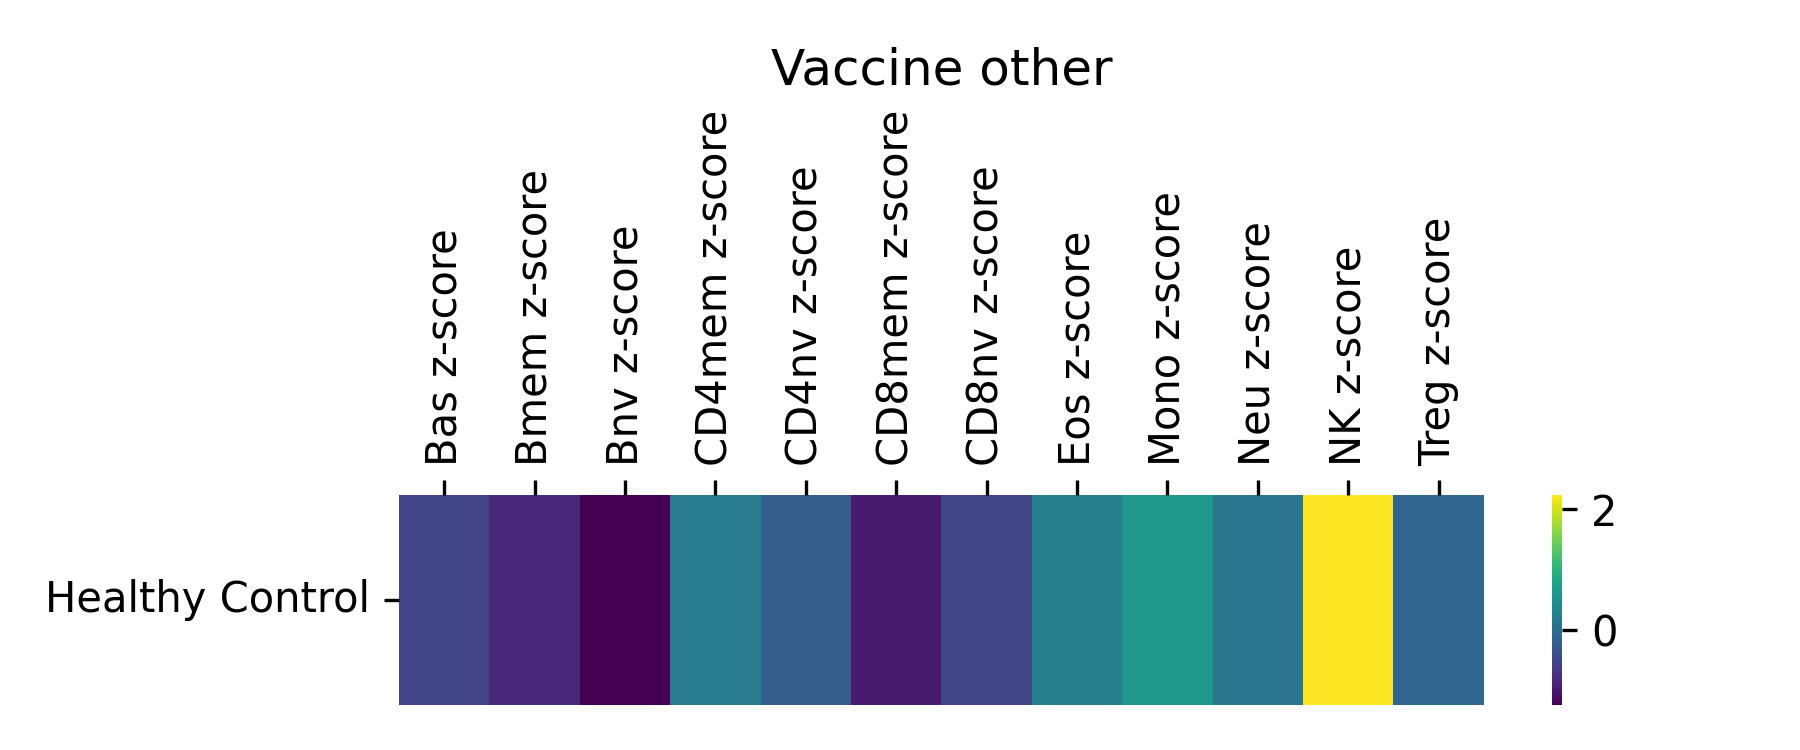 Vaccine other
Bas z-score
Bmem z-score
Bnv z-score
CD4mem z-score
CD4nv z-score
CD8mem z-score
CD8nv z-score
Eos z-score
Mono z-score
Neu z-score
NK z-score
Treg z-score
Healthy Control
2
0